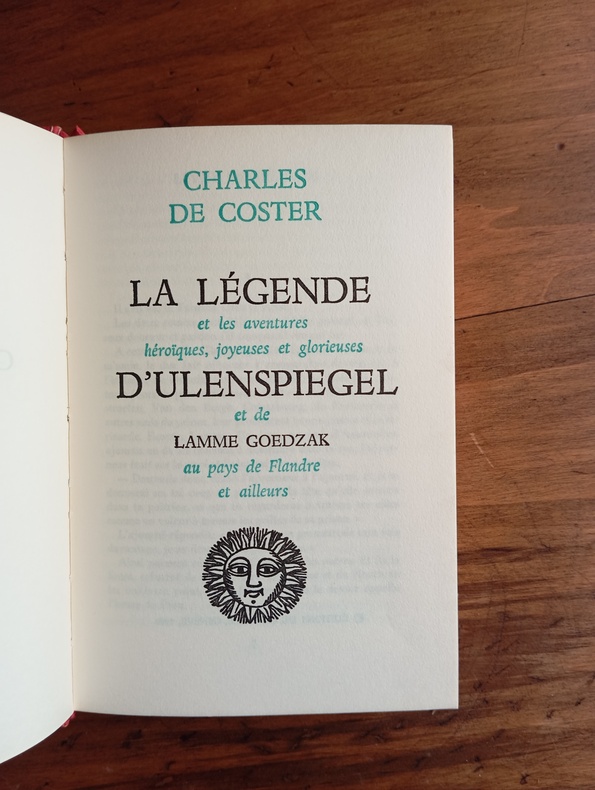 CHARLES
DE COSTER
LA LÉGENDE
et les aventures
héroïques, joyeuses et glorieuses
D'ULENSPIEGEL
et de
LAMME GOEDZAK
au pays de Flandre
et ailleurs